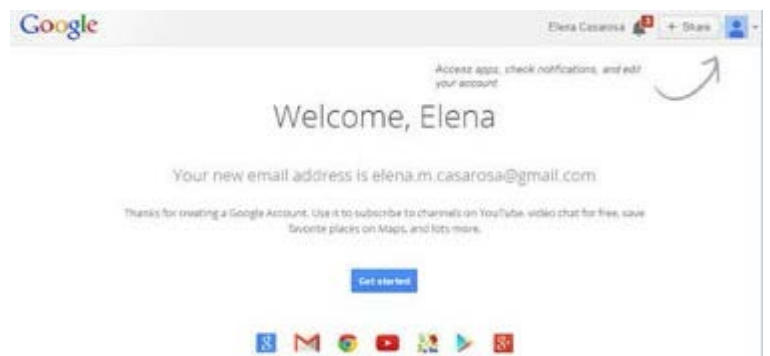 Google
Elena Casarosa
+ Share
Access apps, check notifications, and edit
your account
Welcome, Elena
Your new email address is elena.m.casarosa@gmail.com
Thanks for creating a Google Account. Use it to subscribe to channels on YouTube, video chat for free, save
favorite places on Maps, and lots more.
Get started